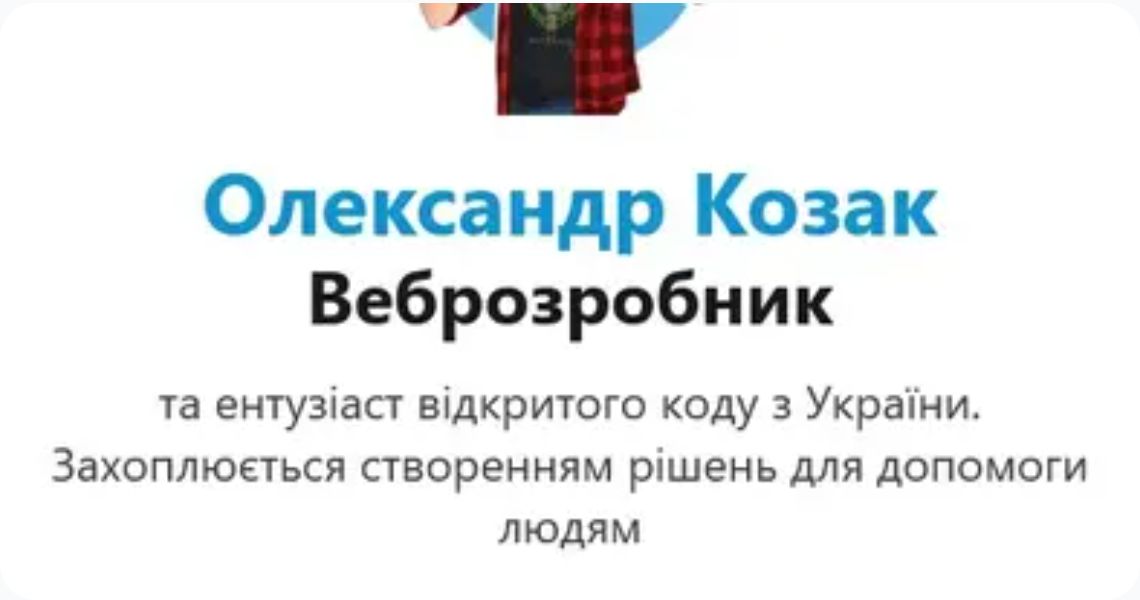 Олександр Козак
Веброзробник
та ентузіаст відкритого коду з України.
Захоплюється створенням рішень для допомоги
людям